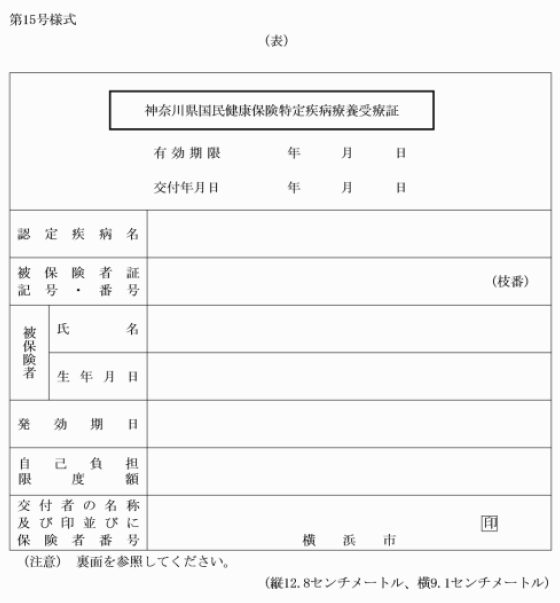 第15号様式
（表）
神奈川県国民健康保険特定疾病療養受療証
有効期限　年　月　日
交付年月日　年　月　日
認定疾病名
被保険者証
記号・番号
（枝番）
被保険者
氏名
生年月日
発効期日
自己負担
限度額
交付者の名称
及び印並びに
保険者番号
印
横浜市
（注意）　裏面を参照してください。
（縦12.8センチメートル、横9.1センチメートル）